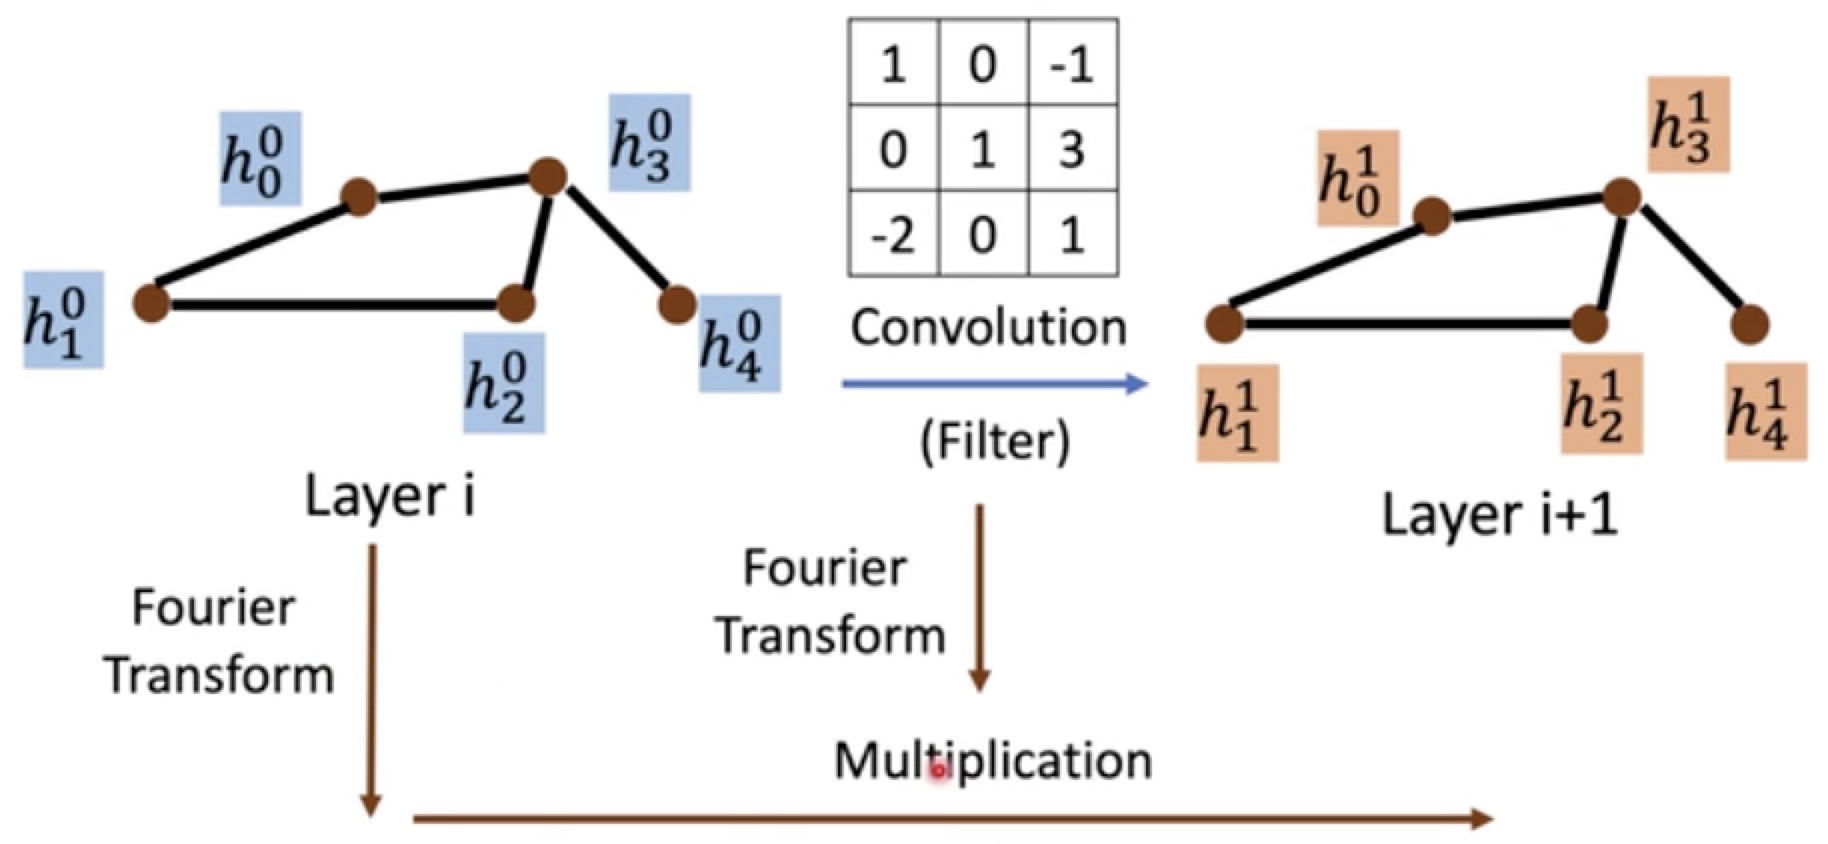 h_0^0
h_3^0
h_1^0
h_2^0
h_4^0
Layer i
1 0 -1
0 1 3
-2 0 1
Convolution
(Filter)
h_0^1
h_3^1
h_1^1
h_2^1
h_4^1
Layer i+1
Fourier
Transform
Fourier
Transform
Multiplication